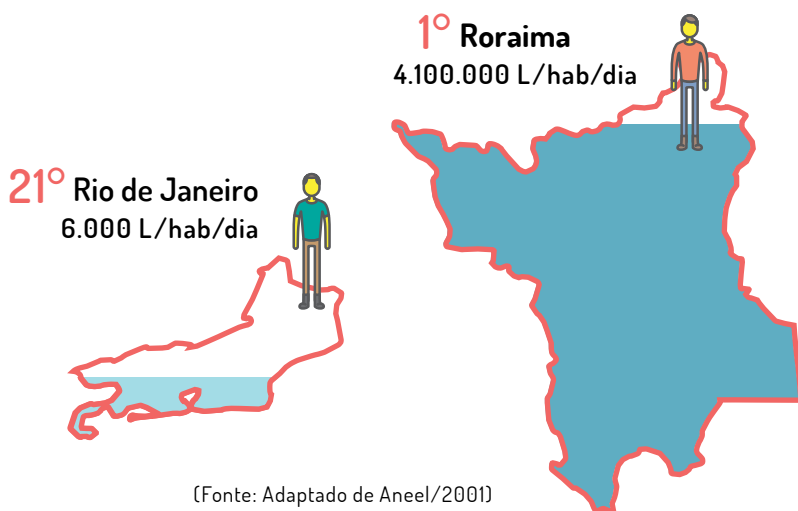 1° Roraima
4.100.000 L/hab/dia
21° Rio de Janeiro
6.000 L/hab/dia
(Fonte: Adaptado de Aneel/2001)